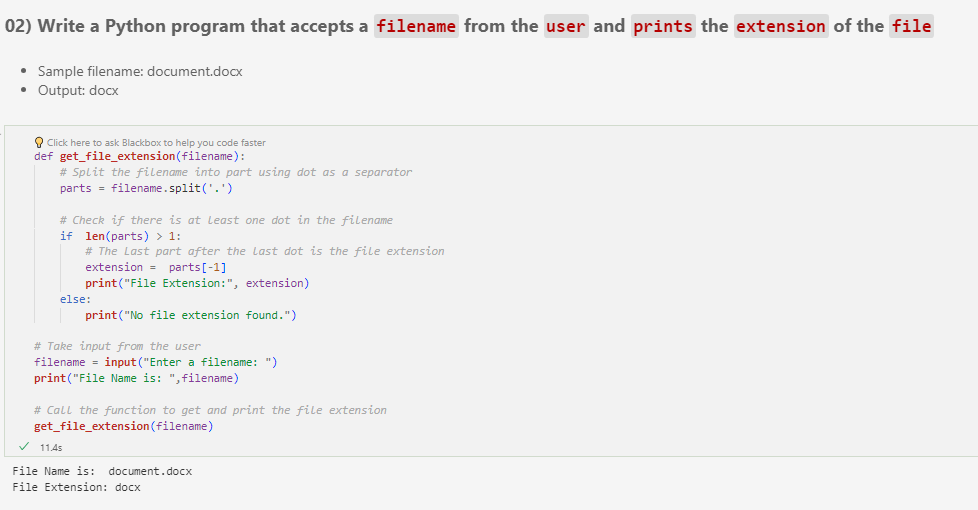 02) Write a Python program that accepts a filename from the user and prints the extension of the file
• Sample filename: document.docx
• Output: docx
Click here to ask Blackbox to help you code faster
def get_file_extension(filename):
    # Split the filename into part using dot as a separator
    parts = filename.split('.')
    # Check if there is at least one dot in the filename
    if  len(parts) > 1:
        # The last part after the last dot is the file extension
        extension =  parts[-1]
        print("File Extension:", extension)
    else:
        print("No file extension found.")
# Take input from the user
filename = input("Enter a filename: ")
print("File Name is: ",filename)
# Call the function to get and print the file extension
get_file_extension(filename)
✓ 11.4s
File Name is:  document.docx
File Extension: docx